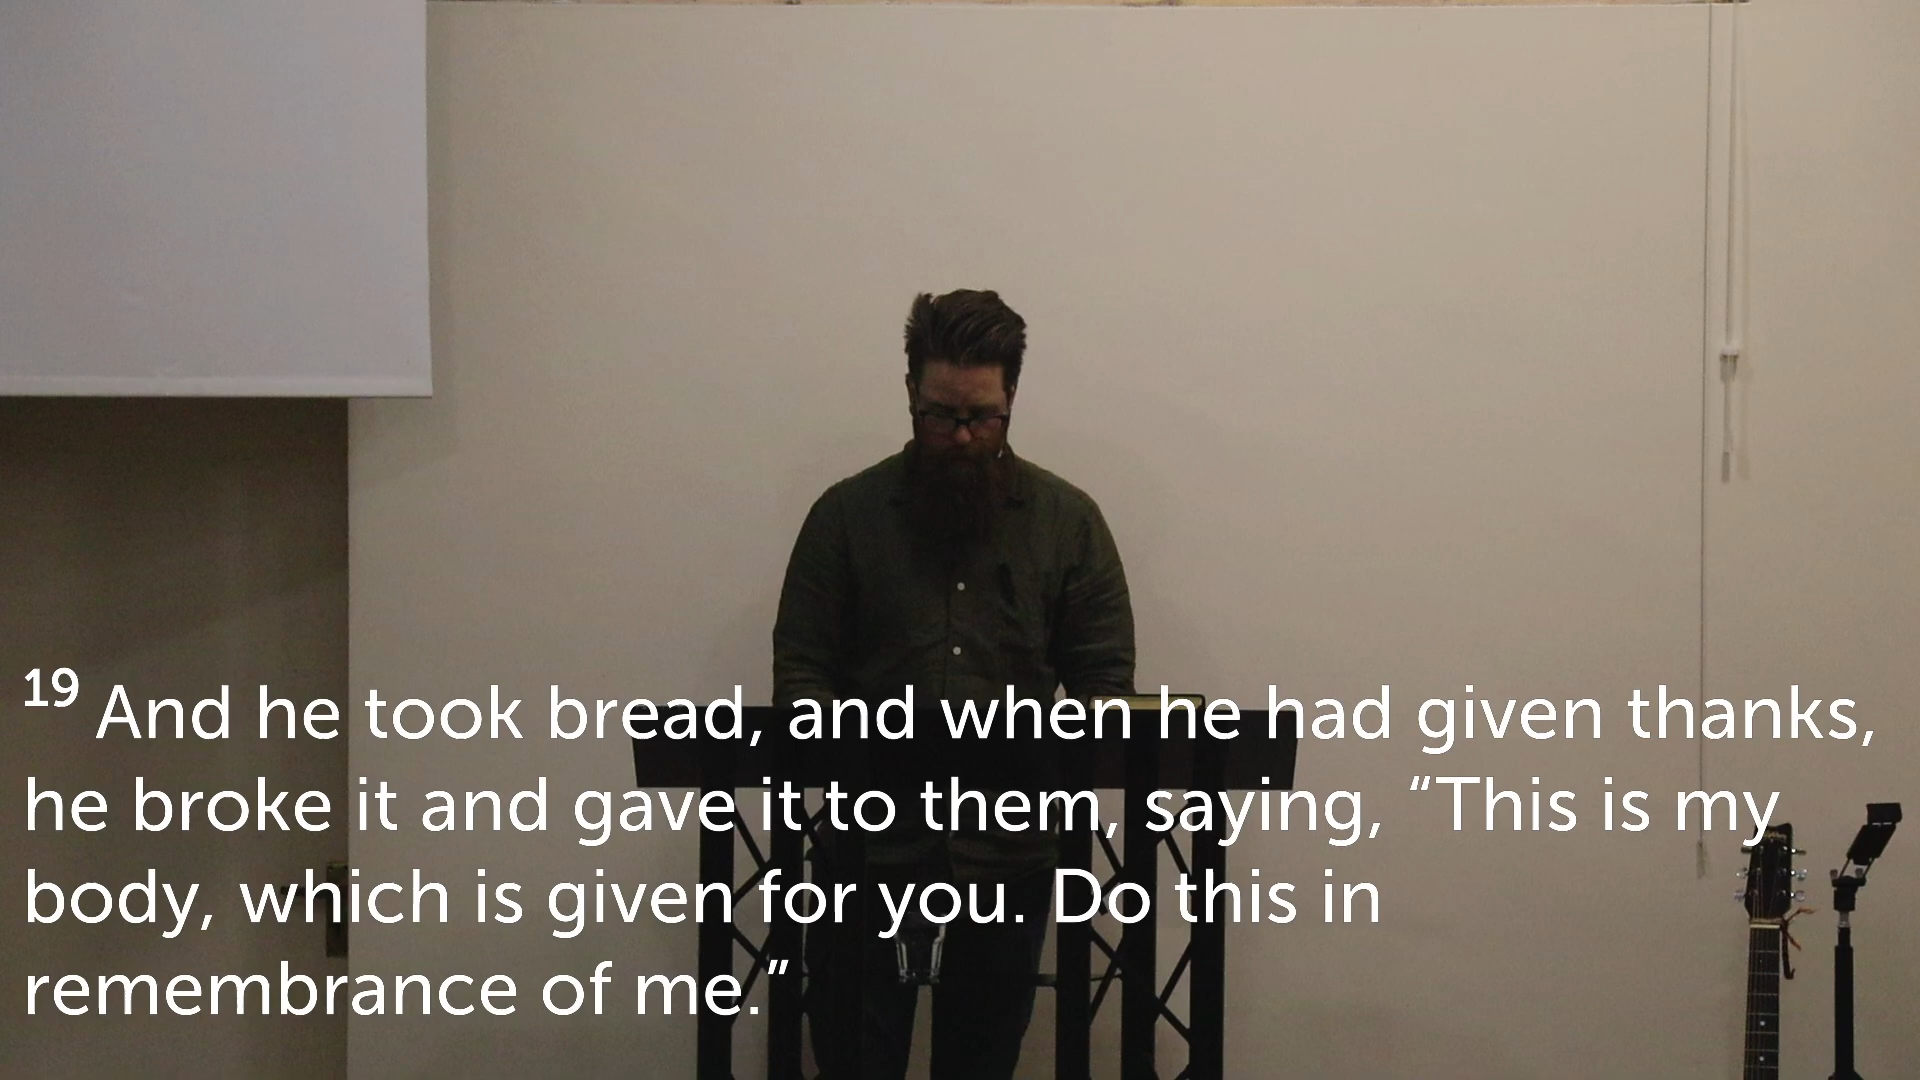 19 And he took bread, and when he had given thanks,
he broke it and gave it to them, saying, “This is my
body, which is given for you. Do this in
remembrance of me.”